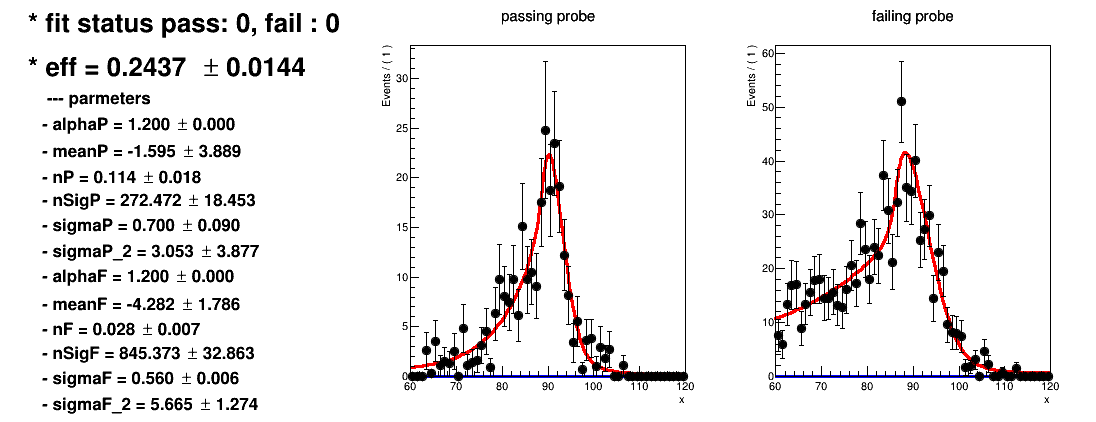 * fit status pass: 0, fail : 0
* eff = 0.2437 ± 0.0144
--- parmeters
- alphaP = 1.200 ± 0.000
- meanP = -1.595 ± 3.889
- nP = 0.114 ± 0.018
- nSigP = 272.472 ± 18.453
- sigmaP = 0.700 ± 0.090
- sigmaP_2 = 3.053 ± 3.877
- alphaF = 1.200 ± 0.000
- meanF = -4.282 ± 1.786
- nF = 0.028 ± 0.007
- nSigF = 845.373 ± 32.863
- sigmaF = 0.560 ± 0.006
- sigmaF_2 = 5.665 ± 1.274
passing probe
Events / ( 1 )
30
25
20
15
10
5
0
60 70 80 90 100 110 120
x
failing probe
Events / ( 1 )
60
50
40
30
20
10
0
60 70 80 90 100 110 120
x